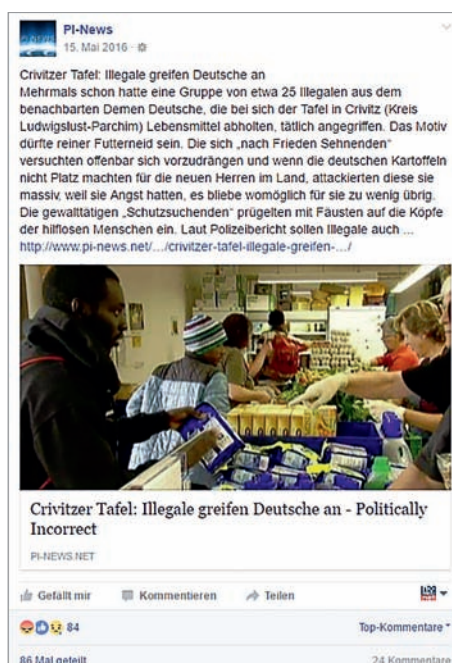 PI-News
15. Mai 2016
Crivitzer Tafel: Illegale greifen Deutsche an
Mehrmals schon hatte eine Gruppe von etwa 25 Illegalen aus dem
benachbarten Demen Deutsche, die bei sich der Tafel in Crivitz (Kreis
Ludwigslust-Parchim) Lebensmittel abholten, tätlich angegriffen. Das Motiv
dürfte reiner Futterneid sein. Die sich „nach Frieden Sehnenden“
versuchten offenbar sich vorzudrängen und wenn die deutschen Kartoffeln
nicht Platz machten für die neuen Herren im Land, attackierten diese sie
massiv, weil sie Angst hatten, es bliebe womöglich für sie zu wenig übrig.
Die gewalttätigen „Schutzsuchenden“ prügelten mit Fäusten auf die Köpfe
der hilflosen Menschen ein. Laut Polizeibericht sollen Illegale auch ...
http://www.pi-news.net/.../crivitzer-tafel-illegale-greifen-.../
Crivitzer Tafel: Illegale greifen Deutsche an - Politically
Incorrect
PI-NEWS.NET
Gefällt mir Kommentieren Teilen
84 Top-Kommentare
86 Mal geteilt 24 Kommentare